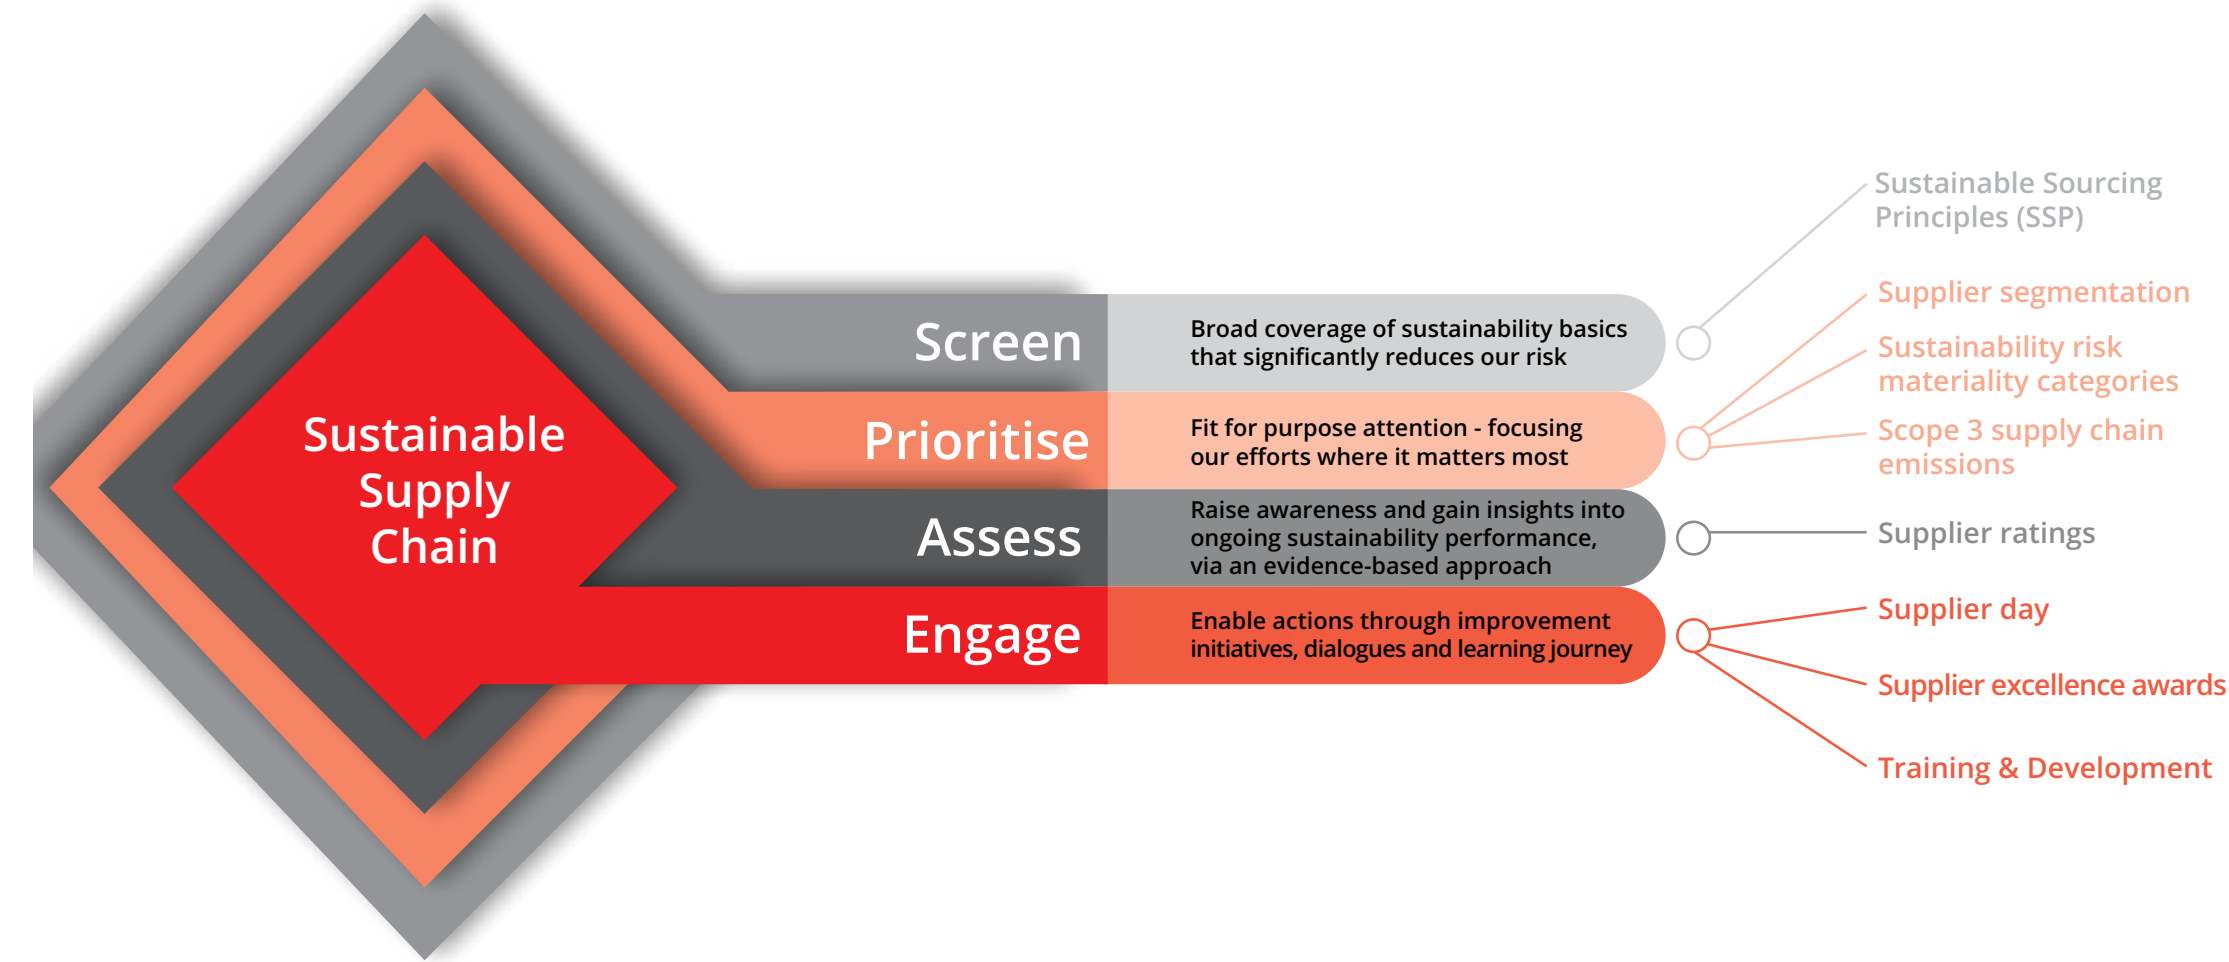 Sustainable
Supply
Chain
Screen
Broad coverage of sustainability basics
that significantly reduces our risk
Sustainable Sourcing
Principles (SSP)
Prioritise
Fit for purpose attention - focusing
our efforts where it matters most
Supplier segmentation
Sustainability risk
materiality categories
Scope 3 supply chain
emissions
Assess
Raise awareness and gain insights into
ongoing sustainability performance,
via an evidence-based approach
Supplier ratings
Engage
Enable actions through improvement
initiatives, dialogues and learning journey
Supplier day
Supplier excellence awards
Training & Development